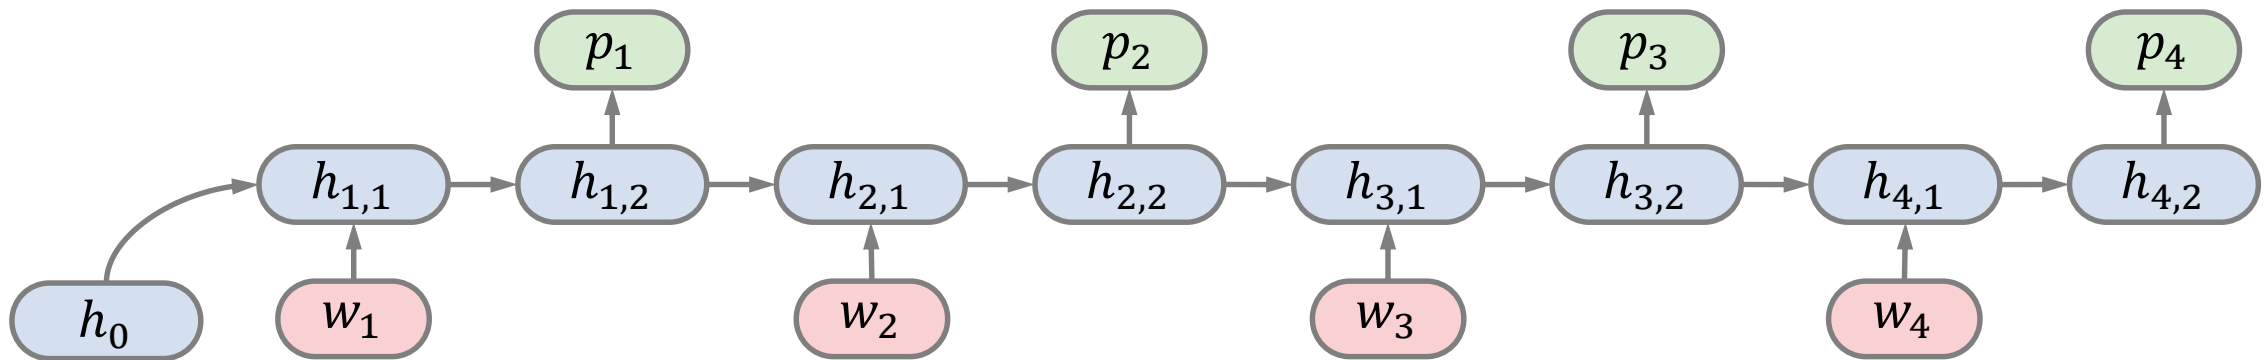 p₁ p₂ p₃ p₄
h₁,₁ h₁,₂ h₂,₁ h₂,₂ h₃,₁ h₃,₂ h₄,₁ h₄,₂
h₀ w₁ w₂ w₃ w₄